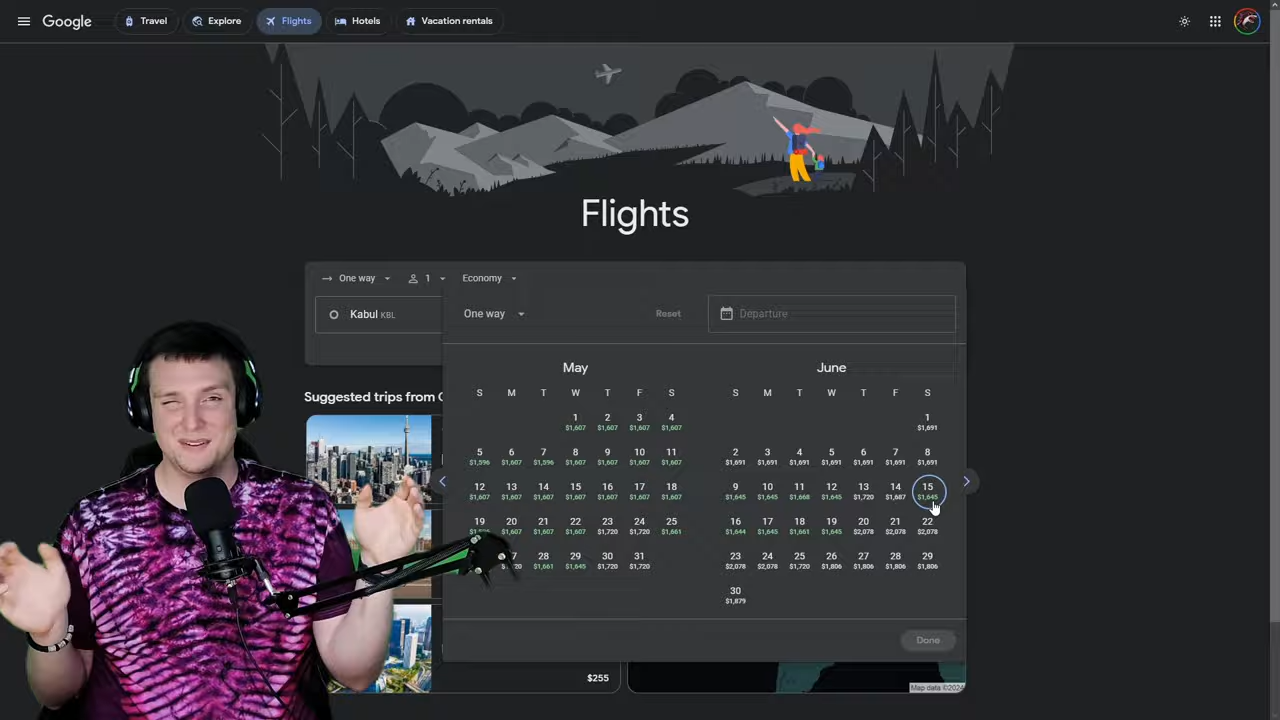 Google Travel Explore Flights Hotels Vacation rentals
Flights
One way 1 Economy
Kabul KBL
One way Reset Departure
May June
S M T W T F S S M T W T F S
1 2 3 4 1
$1,607 $1,607 $1,607 $1,607 $1,691
5 6 7 8 9 10 11 2 3 4 5 6 7 8
$1,596 $1,607 $1,596 $1,607 $1,607 $1,607 $1,607 $1,691 $1,691 $1,691 $1,691 $1,691 $1,691 $1,691
12 13 14 15 16 17 18 9 10 11 12 13 14 15
$1,607 $1,607 $1,607 $1,607 $1,607 $1,607 $1,607 $1,645 $1,645 $1,668 $1,645 $1,720 $1,687 $1,645
19 20 21 22 23 24 25 16 17 18 19 20 21 22
$1,607 $1,607 $1,607 $1,720 $1,720 $1,661 $1,644 $1,645 $1,661 $1,645 $2,078 $2,078 $2,078
28 29 30 31 23 24 25 26 27 28 29
$1,661 $1,645 $1,720 $1,720 $2,078 $2,078 $1,720 $1,806 $1,806 $1,806 $1,806
30
$1,879
Done
Suggested trips from
$255
Map data ©2024